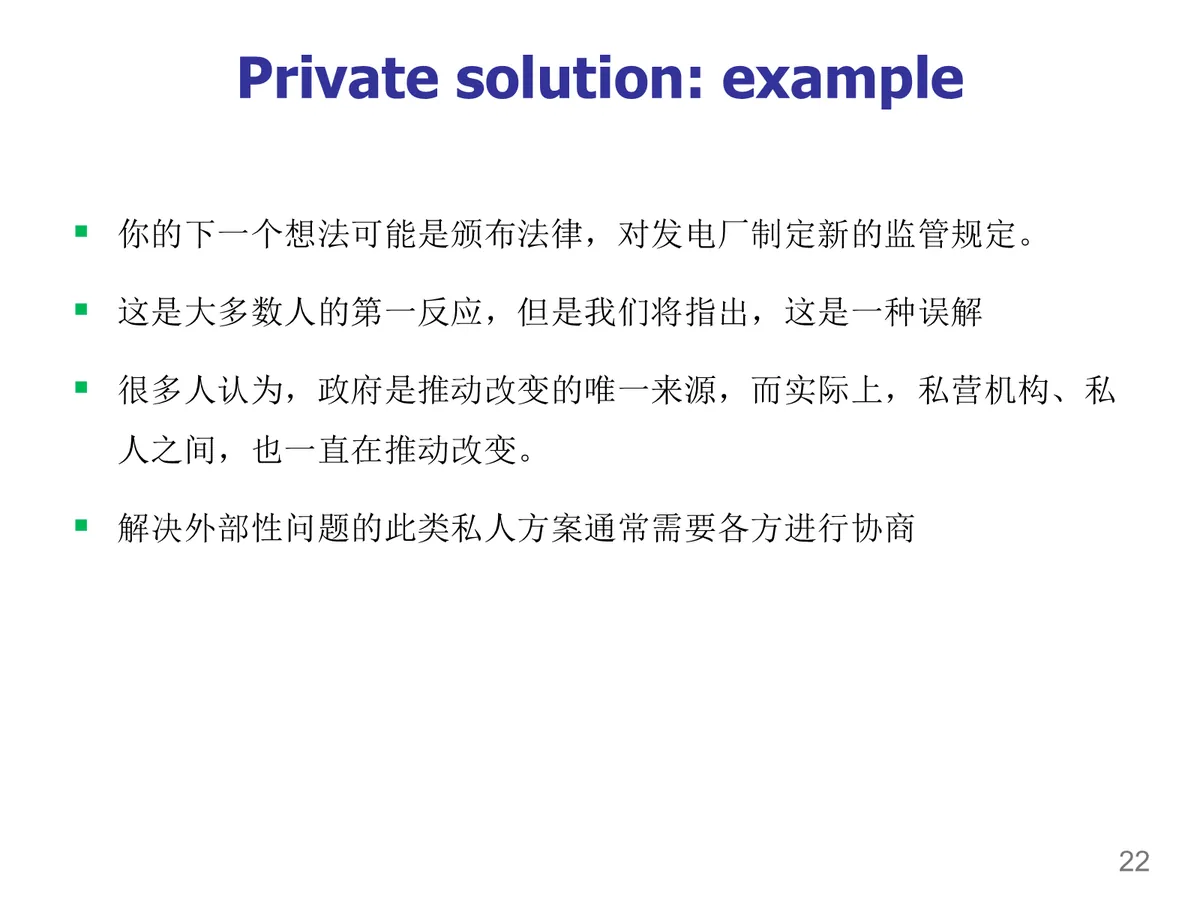 Private solution: example
你的下一个想法可能是颁布法律，对发电厂制定新的监管规定。
这是大多数人的第一反应，但是我们将指出，这是一种误解
很多人认为，政府是推动改变的唯一来源，而实际上，私营机构、私
人之间，也一直在推动改变。
解决外部性问题的此类私人方案通常需要各方进行协商
22